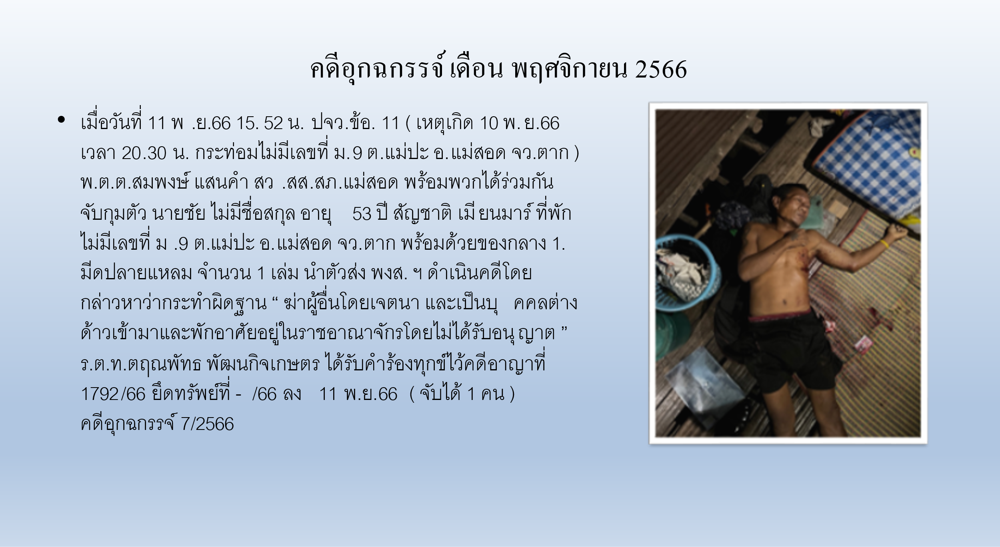 คดีอุกฉกรรจ์ เดือน พฤศจิกายน 2566
• เมื่อวันที่ 11 พ .ย.66 15. 52 น. ปจว.ข้อ. 11 ( เหตุเกิด 10 พ.ย.66
เวลา 20.30 น. กระท่อมไม่มีเลขที่ ม.9 ต.แม่ปะ อ.แม่สอด จว.ตาก )
พ.ต.ต.สมพงษ์ แสนคำ สว .สส.สภ.แม่สอด พร้อมพวกได้ร่วมกัน
จับกุมตัว นายชัย ไม่มีชื่อสกุล อายุ 53 ปี สัญชาติ เมียนมาร์ ที่พัก
ไม่มีเลขที่ ม .9 ต.แม่ปะ อ.แม่สอด จว.ตาก พร้อมด้วยของกลาง 1.
มีดปลายแหลม จำนวน 1 เล่ม นำตัวส่ง พงส. ฯ ดำเนินคดีโดย
กล่าวหาว่ากระทำผิดฐาน “ ฆ่าผู้อื่นโดยเจตนา และเป็นบุ คคลต่าง
ด้าวเข้ามาและพักอาศัยอยู่ในราชอาณาจักรโดยไม่ได้รับอนุ ญาต ”
ร.ต.ท.ตฤณพัทธ พัฒนกิจเกษตร ได้รับคำร้องทุกข์ไว้คดีอาญาที่
1792/66 ยึดทรัพย์ที่ - /66 ลง 11 พ.ย.66 ( จับได้ 1 คน )
คดีอุกฉกรรจ์ 7/2566